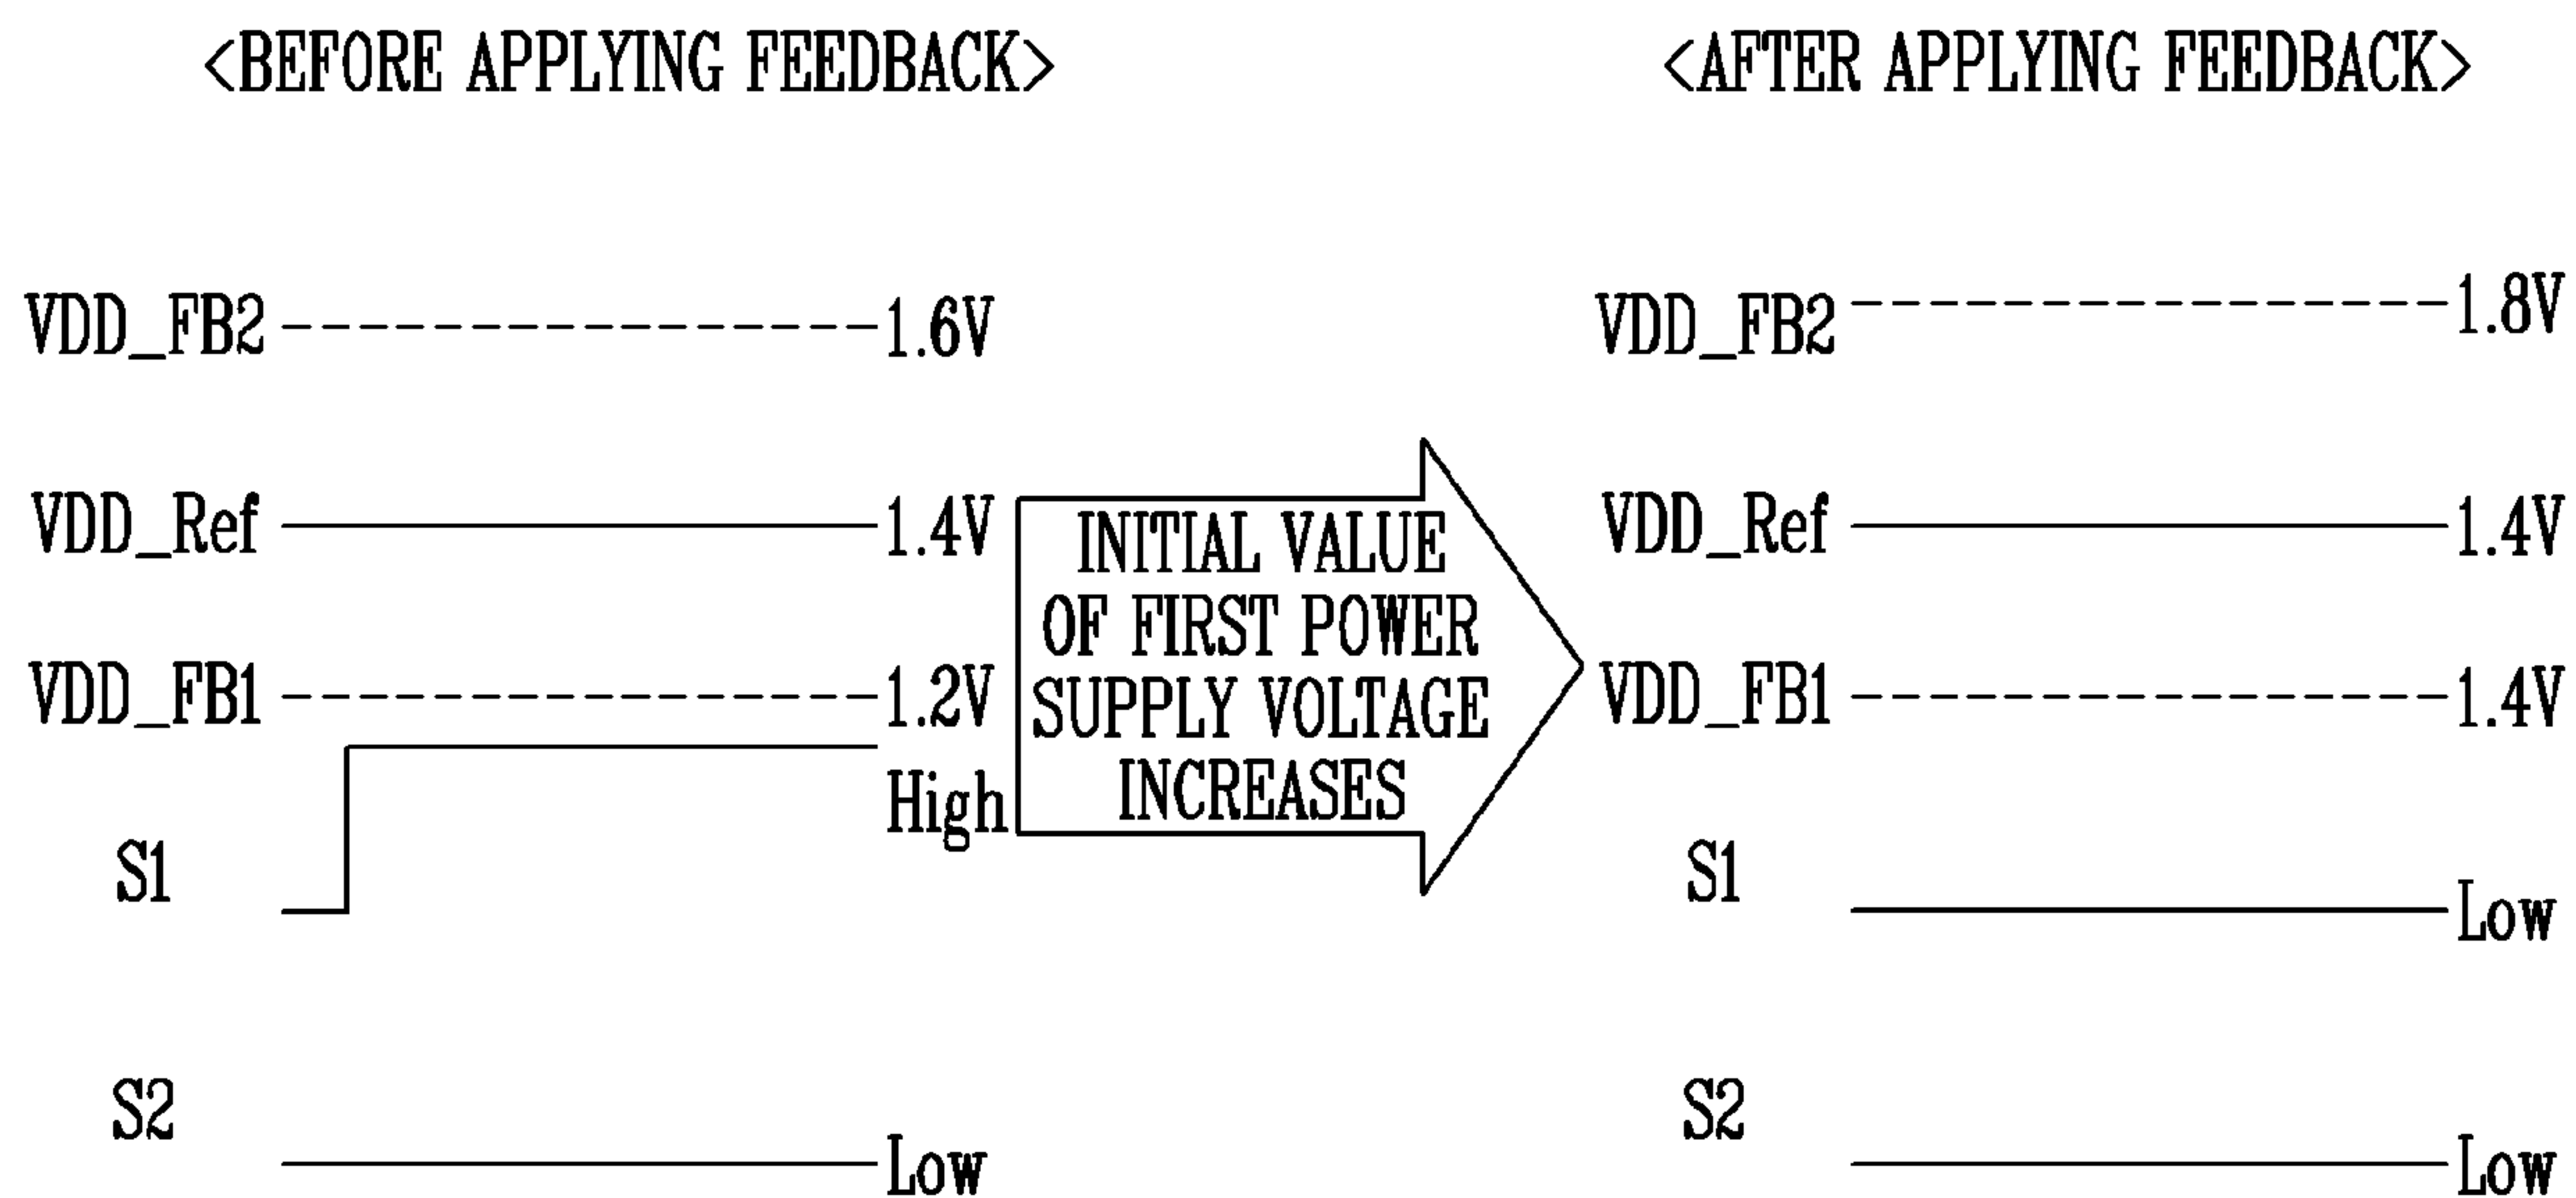 <BEFORE APPLYING FEEDBACK>
VDD_FB2 1.6V
VDD_Ref 1.4V
VDD_FB1 1.2V
High
S1
S2
Low
INITIAL VALUE
OF FIRST POWER
SUPPLY VOLTAGE
INCREASES
<AFTER APPLYING FEEDBACK>
VDD_FB2 1.8V
VDD_Ref 1.4V
VDD_FB1 1.4V
S1
Low
S2
Low